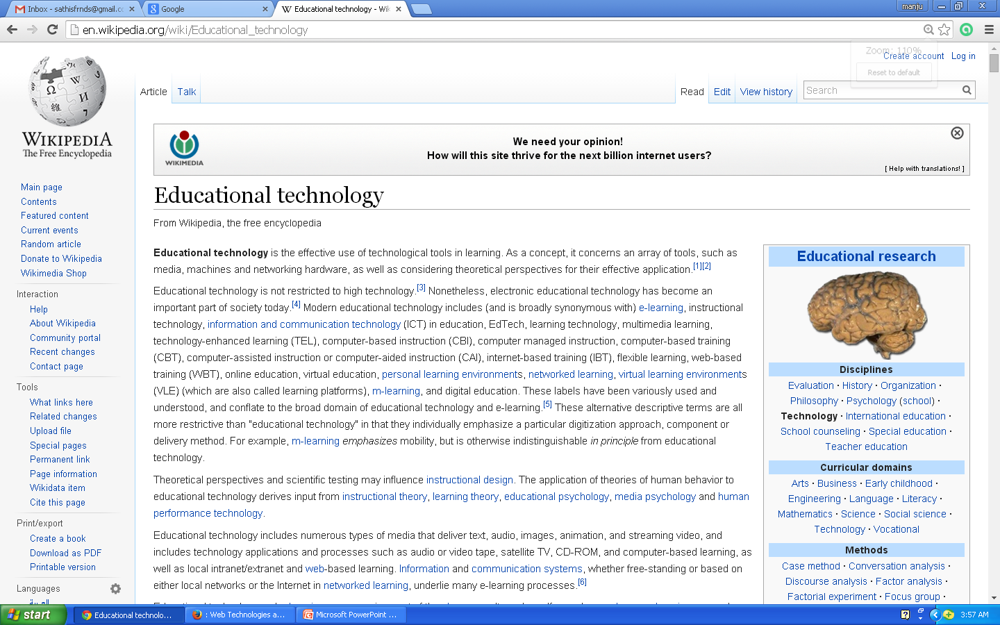 Inbox - sathisfrnds@gmail.co
Google
Educational technology - Wik
manju
en.wikipedia.org/wiki/Educational_technology
Zoom: 110%
Reset to default
Create account Log in
Article Talk
Read Edit View history
Search
WIKIPEDIA
The Free Encyclopedia
We need your opinion!
How will this site thrive for the next billion internet users?
WIKIMEDIA
[ Help with translations! ]
Main page
Contents
Featured content
Current events
Random article
Donate to Wikipedia
Wikimedia Shop
Interaction
Help
About Wikipedia
Community portal
Recent changes
Contact page
Tools
What links here
Related changes
Upload file
Special pages
Permanent link
Page information
Wikidata item
Cite this page
Print/export
Create a book
Download as PDF
Printable version
Languages
Educational technology
From Wikipedia, the free encyclopedia
Educational technology is the effective use of technological tools in learning. As a concept, it concerns an array of tools, such as
media, machines and networking hardware, as well as considering theoretical perspectives for their effective application.[1][2]
Educational technology is not restricted to high technology.[3] Nonetheless, electronic educational technology has become an
important part of society today.[4] Modern educational technology includes (and is broadly synonymous with) e-learning, instructional
technology, information and communication technology (ICT) in education, EdTech, learning technology, multimedia learning,
technology-enhanced learning (TEL), computer-based instruction (CBI), computer managed instruction, computer-based training
(CBT), computer-assisted instruction or computer-aided instruction (CAI), internet-based training (IBT), flexible learning, web-based
training (WBT), online education, virtual education, personal learning environments, networked learning, virtual learning environments
(VLE) (which are also called learning platforms), m-learning, and digital education. These labels have been variously used and
understood, and conflate to the broad domain of educational technology and e-learning.[5] These alternative descriptive terms are all
more restrictive than "educational technology" in that they individually emphasize a particular digitization approach, component or
delivery method. For example, m-learning emphasizes mobility, but is otherwise indistinguishable in principle from educational
technology.
Theoretical perspectives and scientific testing may influence instructional design. The application of theories of human behavior to
educational technology derives input from instructional theory, learning theory, educational psychology, media psychology and human
performance technology.
Educational technology includes numerous types of media that deliver text, audio, images, animation, and streaming video, and
includes technology applications and processes such as audio or video tape, satellite TV, CD-ROM, and computer-based learning, as
well as local intranet/extranet and web-based learning. Information and communication systems, whether free-standing or based on
either local networks or the Internet in networked learning, underlie many e-learning processes.[6]
Educational research
Disciplines
Evaluation · History · Organization ·
Philosophy · Psychology (school) ·
Technology · International education ·
School counseling · Special education ·
Teacher education
Curricular domains
Arts · Business · Early childhood ·
Engineering · Language · Literacy ·
Mathematics · Science · Social science ·
Technology · Vocational
Methods
Case method · Conversation analysis ·
Discourse analysis · Factor analysis ·
Factorial experiment · Focus group ·
start
Educational technolo...
: Web Technologies a...
Microsoft PowerPoint ...
3:57 AM